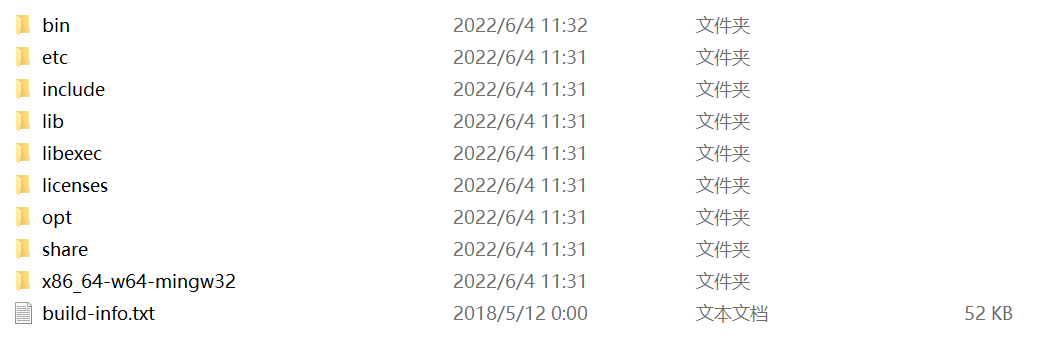 bin 2022/6/4 11:32 文件夹
etc 2022/6/4 11:31 文件夹
include 2022/6/4 11:31 文件夹
lib 2022/6/4 11:31 文件夹
libexec 2022/6/4 11:31 文件夹
licenses 2022/6/4 11:31 文件夹
opt 2022/6/4 11:31 文件夹
share 2022/6/4 11:31 文件夹
x86_64-w64-mingw32 2022/6/4 11:31 文件夹
build-info.txt 2018/5/12 0:00 文本文档 52 KB